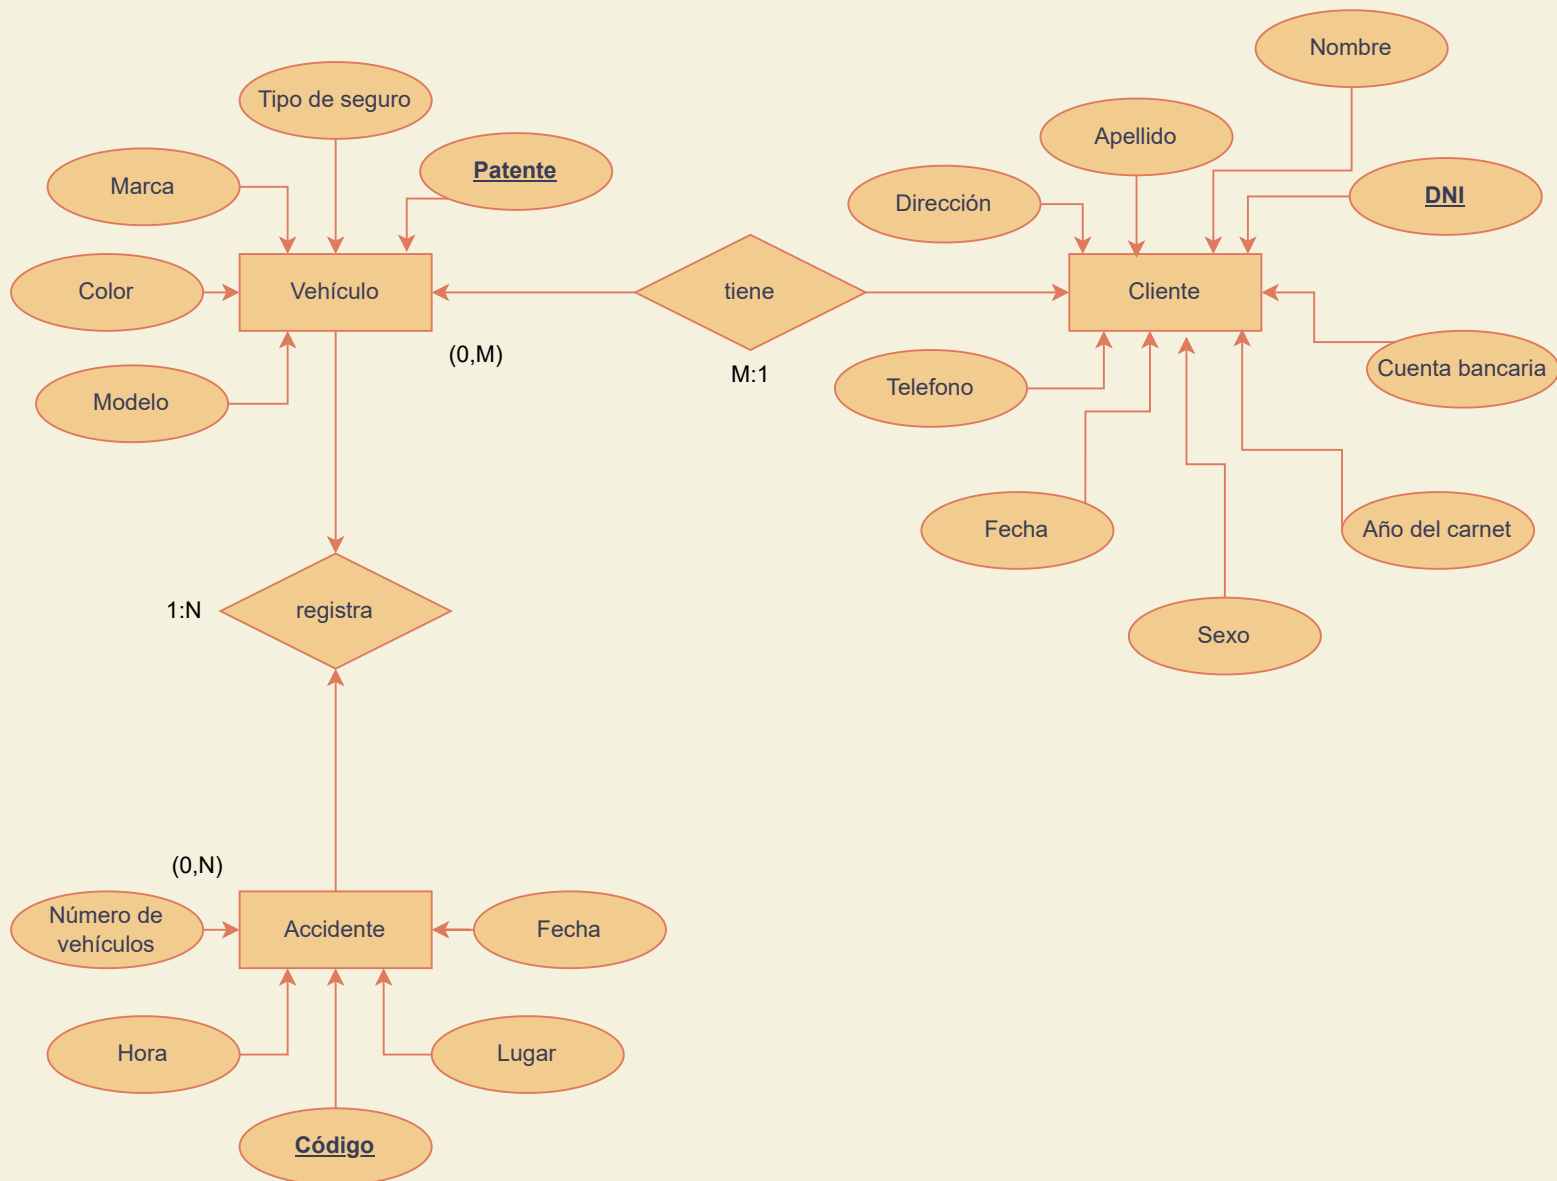 Nombre
Tipo de seguro
Apellido
Patente
Marca
DNI
Dirección
Color
Vehículo
tiene
Cliente
(0,M)
M:1
Cuenta bancaria
Telefono
Modelo
Fecha
Año del carnet
1:N
registra
Sexo
(0,N)
Número de
vehículos
Accidente
Fecha
Hora
Lugar
Código